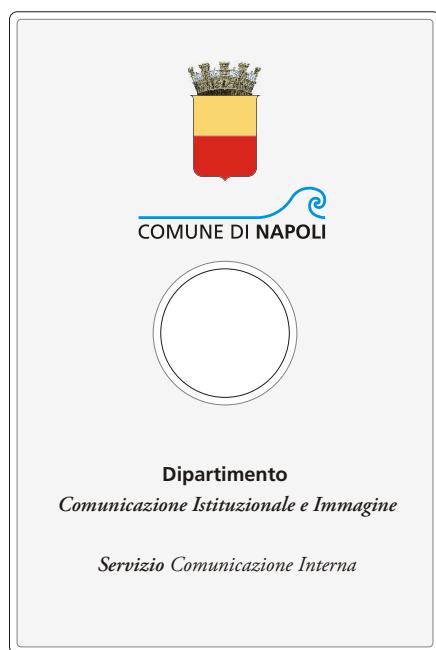 COMUNE DI NAPOLI
Dipartimento
Comunicazione Istituzionale e Immagine
Servizio Comunicazione Interna